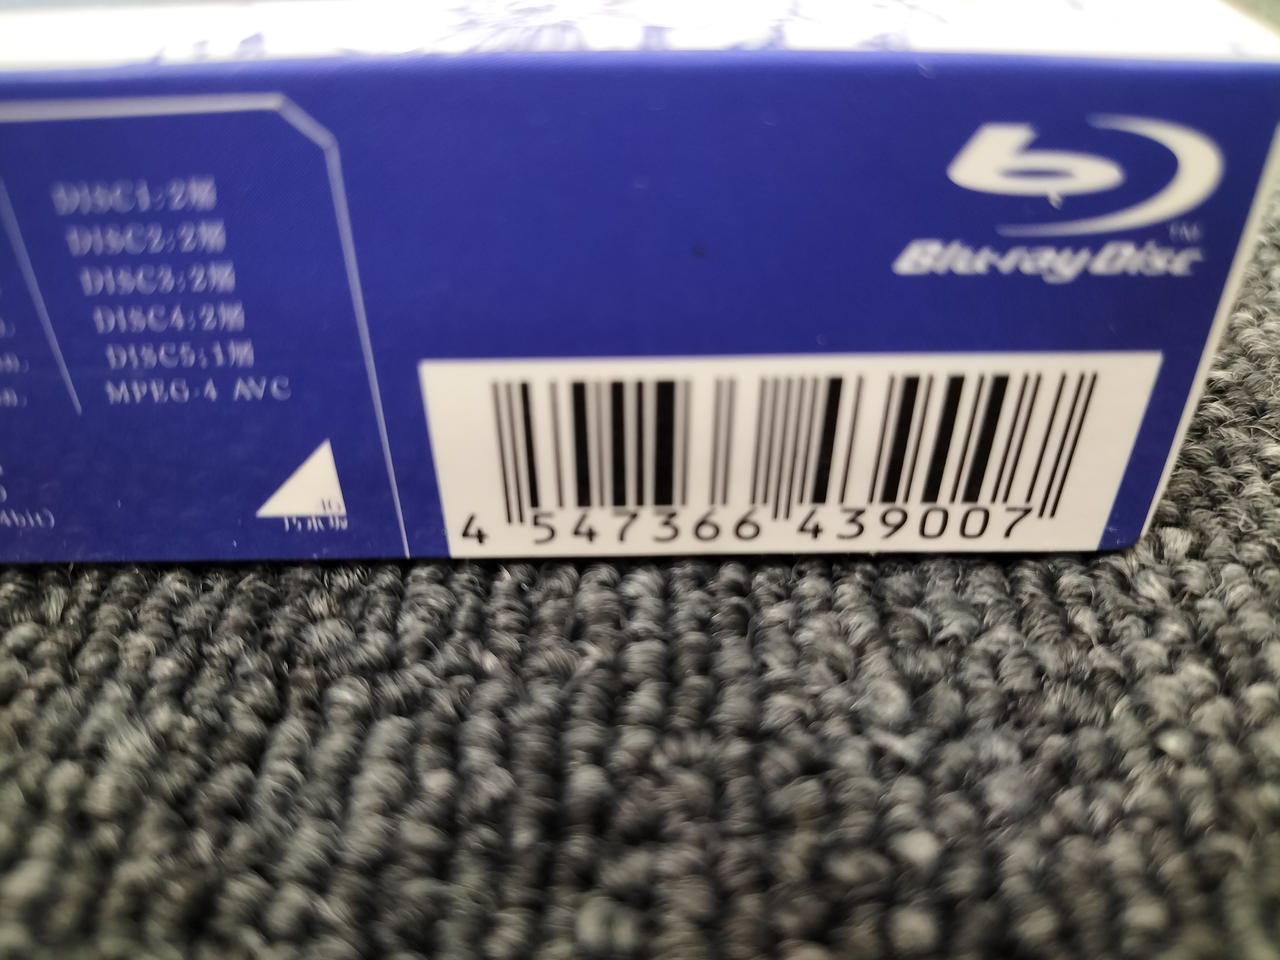 DISC1:2層
DISC2:2層
DISC3:2層
DISC4:2層
DISC5:1層
MPEG-4 AVC
4bit)
Blu-ray Disc
TM
4 547366 439007